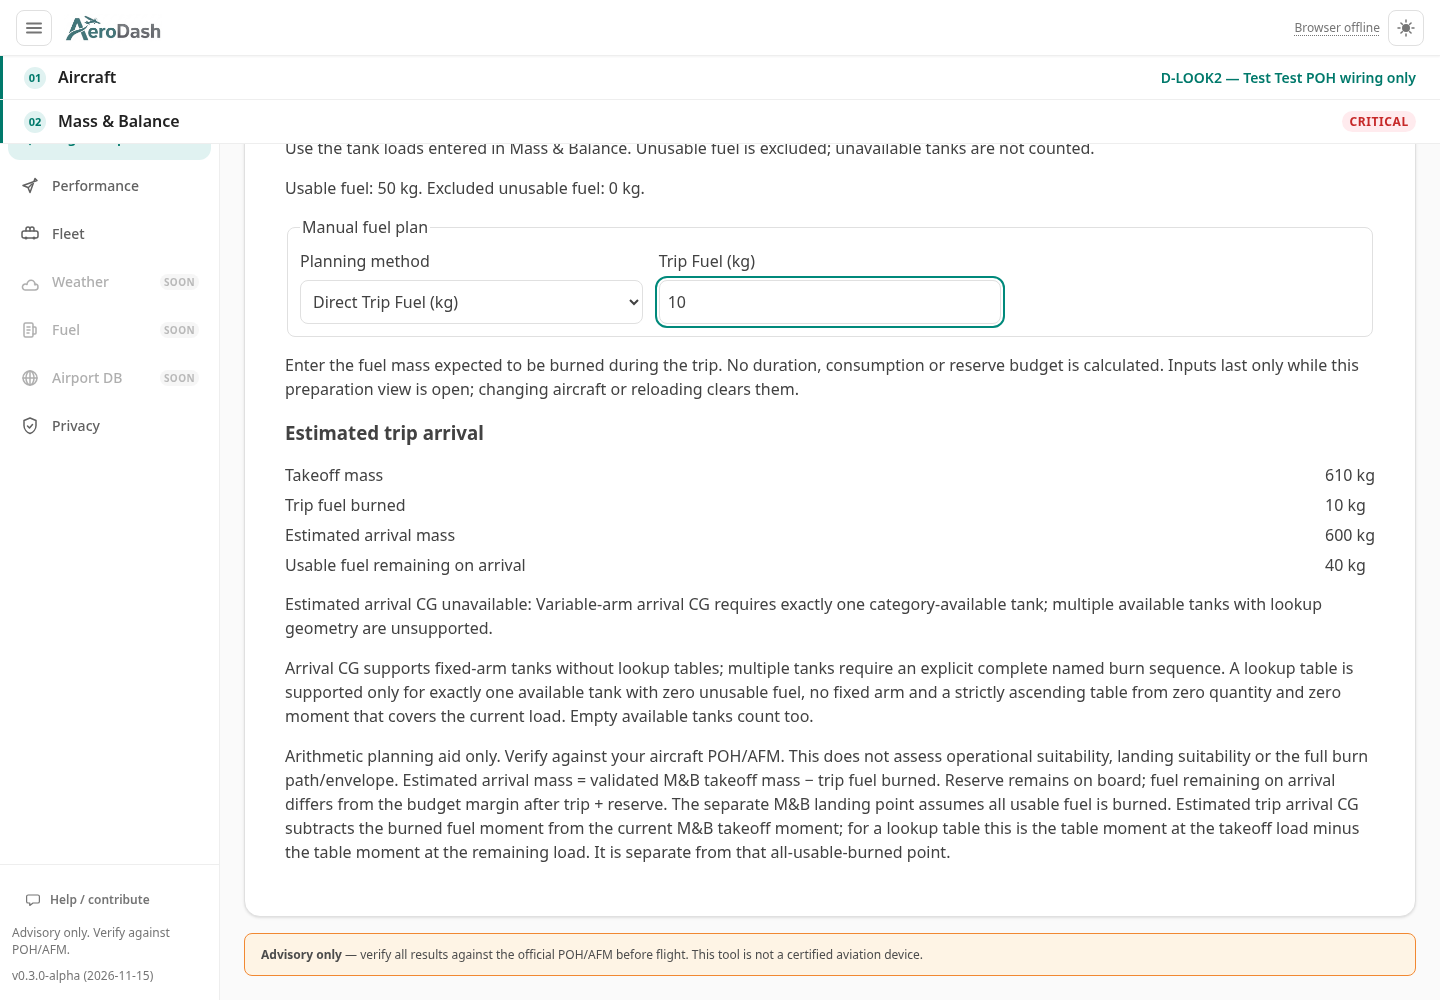 AeroDash
Browser offline
01 Aircraft
D-LOOK2 — Test Test POH wiring only
02 Mass & Balance
CRITICAL
Performance
Fleet
Weather SOON
Fuel SOON
Airport DB SOON
Privacy
Help / contribute
Advisory only. Verify against
POH/AFM.
v0.3.0-alpha (2026-11-15)
Use the tank loads entered in Mass & Balance. Unusable fuel is excluded; unavailable tanks are not counted.
Usable fuel: 50 kg. Excluded unusable fuel: 0 kg.
Manual fuel plan
Planning method
Trip Fuel (kg)
Direct Trip Fuel (kg)
10
Enter the fuel mass expected to be burned during the trip. No duration, consumption or reserve budget is calculated. Inputs last only while this
preparation view is open; changing aircraft or reloading clears them.
Estimated trip arrival
Takeoff mass 610 kg
Trip fuel burned 10 kg
Estimated arrival mass 600 kg
Usable fuel remaining on arrival 40 kg
Estimated arrival CG unavailable: Variable-arm arrival CG requires exactly one category-available tank; multiple available tanks with lookup
geometry are unsupported.
Arrival CG supports fixed-arm tanks without lookup tables; multiple tanks require an explicit complete named burn sequence. A lookup table is
supported only for exactly one available tank with zero unusable fuel, no fixed arm and a strictly ascending table from zero quantity and zero
moment that covers the current load. Empty available tanks count too.
Arithmetic planning aid only. Verify against your aircraft POH/AFM. This does not assess operational suitability, landing suitability or the full burn
path/envelope. Estimated arrival mass = validated M&B takeoff mass − trip fuel burned. Reserve remains on board; fuel remaining on arrival
differs from the budget margin after trip + reserve. The separate M&B landing point assumes all usable fuel is burned. Estimated trip arrival CG
subtracts the burned fuel moment from the current M&B takeoff moment; for a lookup table this is the table moment at the takeoff load minus
the table moment at the remaining load. It is separate from that all-usable-burned point.
Advisory only — verify all results against the official POH/AFM before flight. This tool is not a certified aviation device.